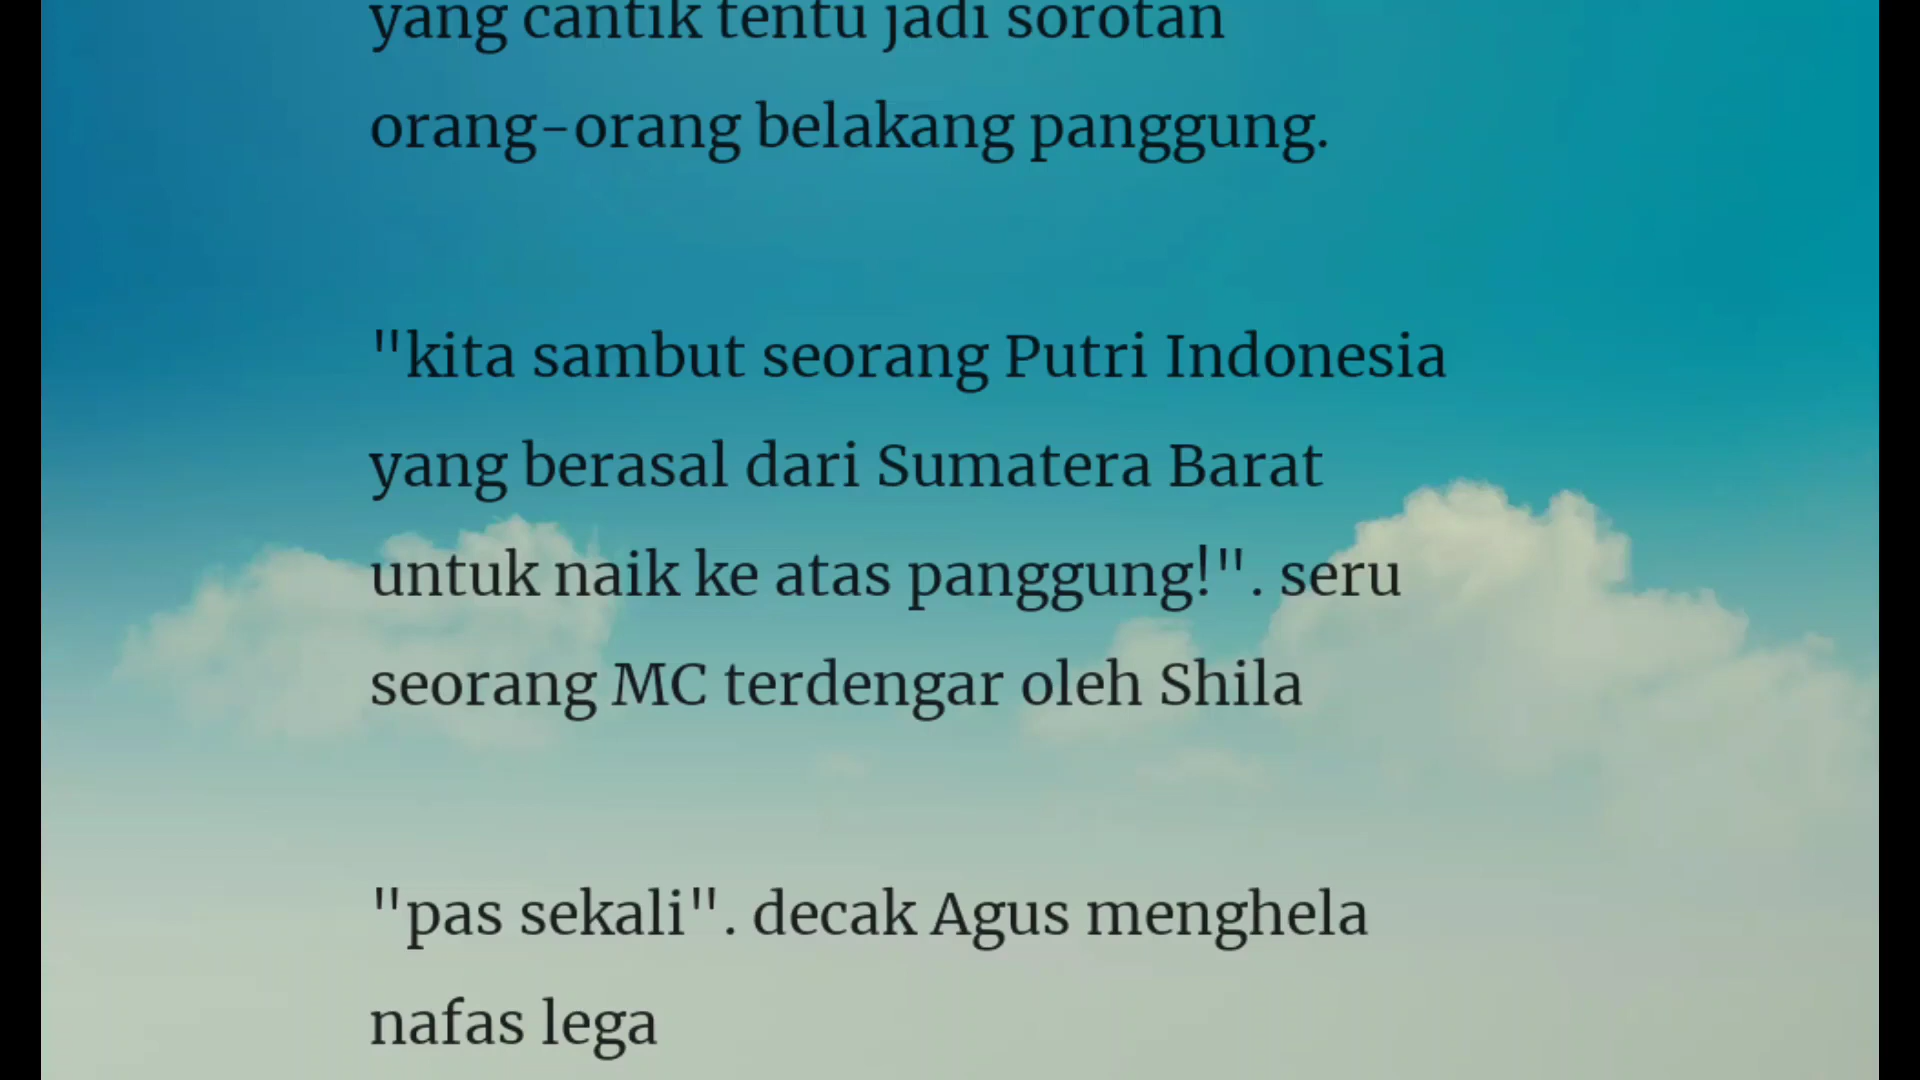 yang cantik tentu jadi sorotan
orang-orang belakang panggung.
"kita sambut seorang Putri Indonesia
yang berasal dari Sumatera Barat
untuk naik ke atas panggung!". seru
seorang MC terdengar oleh Shila
"pas sekali". decak Agus menghela
nafas lega